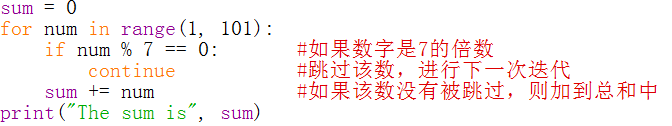 sum = 0
for num in range(1, 101):
    if num % 7 == 0:        #如果数字是7的倍数
        continue            #跳过该数，进行下一次迭代
    sum += num              #如果该数没有被跳过，则加到总和中
print("The sum is", sum)